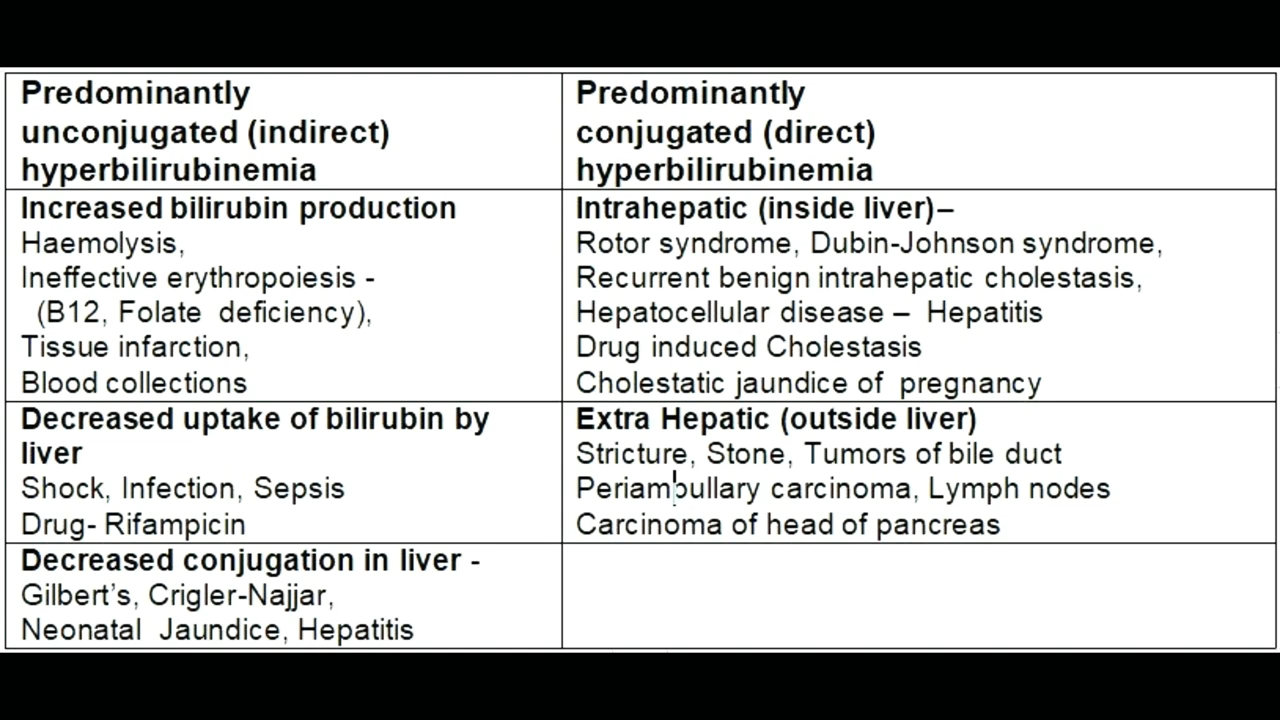 Predominantly
unconjugated (indirect)
hyperbilirubinemia
Predominantly
conjugated (direct)
hyperbilirubinemia
Increased bilirubin production
Haemolysis,
Ineffective erythropoiesis -
(B12, Folate deficiency),
Tissue infarction,
Blood collections
Intrahepatic (inside liver)–
Rotor syndrome, Dubin-Johnson syndrome,
Recurrent benign intrahepatic cholestasis,
Hepatocellular disease – Hepatitis
Drug induced Cholestasis
Cholestatic jaundice of pregnancy
Decreased uptake of bilirubin by
liver
Shock, Infection, Sepsis
Drug- Rifampicin
Extra Hepatic (outside liver)
Stricture, Stone, Tumors of bile duct
Periampullary carcinoma, Lymph nodes
Carcinoma of head of pancreas
Decreased conjugation in liver -
Gilbert’s, Crigler-Najjar,
Neonatal Jaundice, Hepatitis